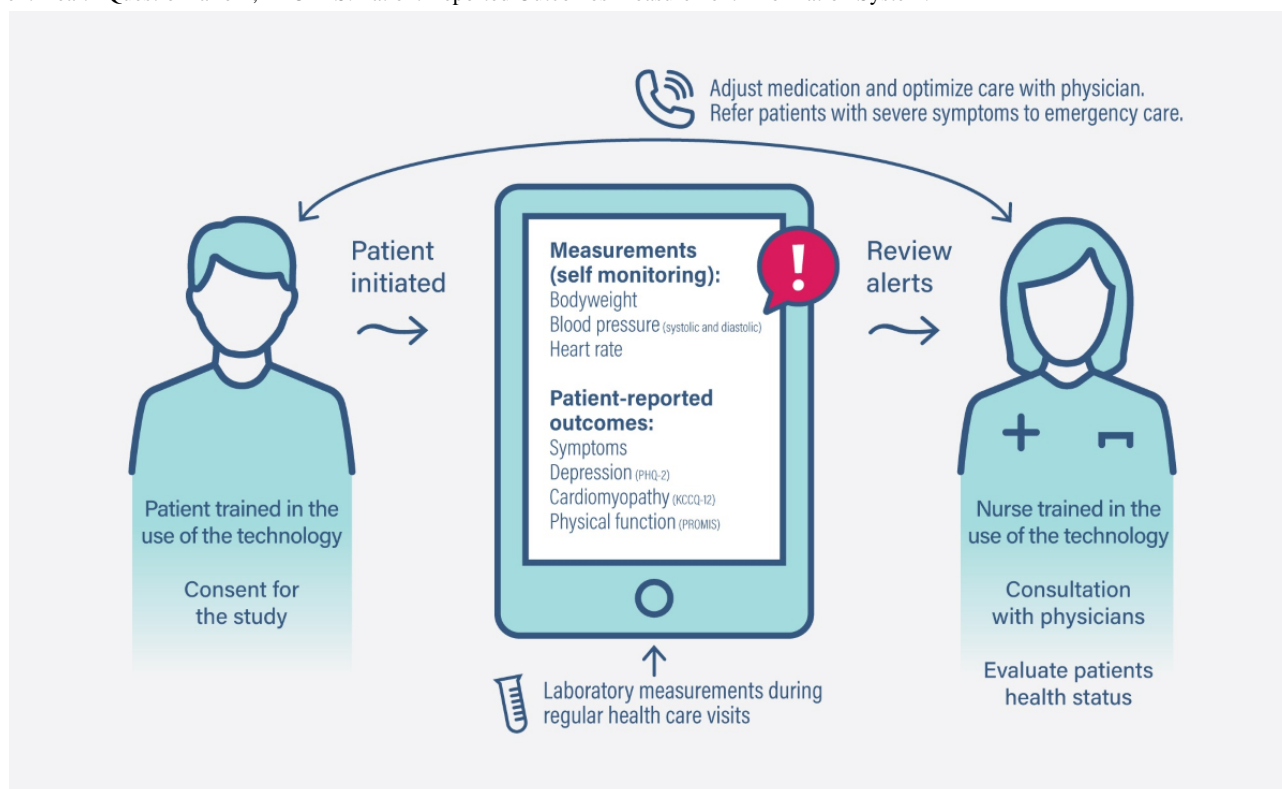 Adjust medication and optimize care with physician.
Refer patients with severe symptoms to emergency care.
Patient
initiated
Measurements
(self monitoring):
Bodyweight
Blood pressure (systolic and diastolic)
Heart rate
Patient-reported
outcomes:
Symptoms
Depression (PHQ-2)
Cardiomyopathy (KCCQ-12)
Physical function (PROMIS)
!
Review
alerts
Patient trained in the
use of the technology
Consent for
the study
Nurse trained in the
use of the technology
Consultation
with physicians
Evaluate patients
health status
Laboratory measurements during
regular health care visits